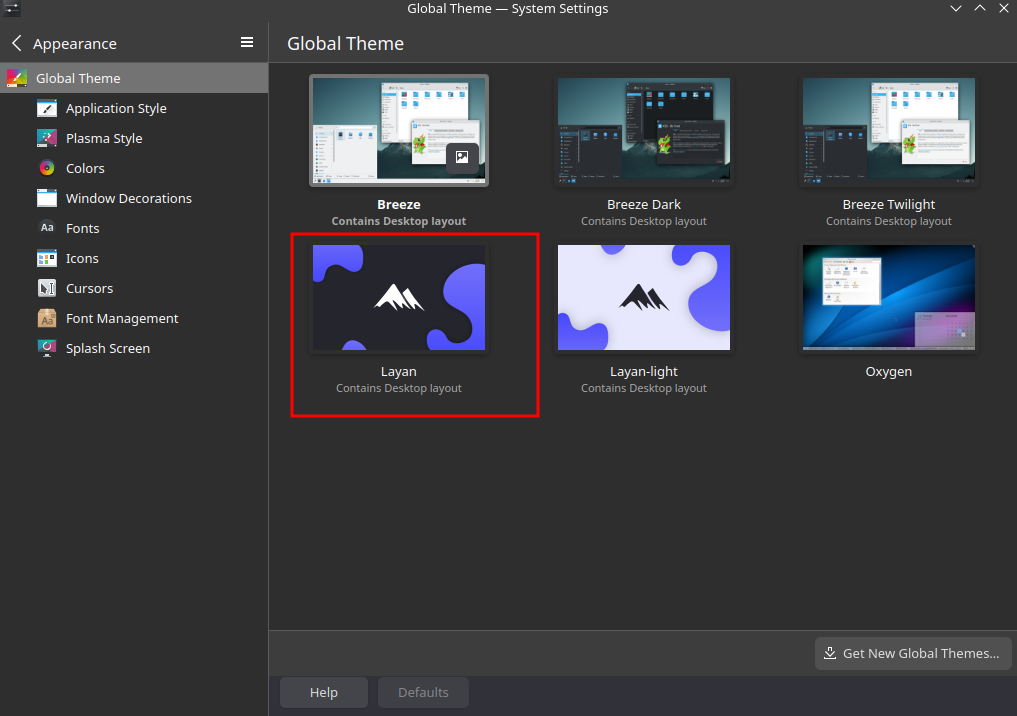 Global Theme — System Settings
Appearance
Global Theme
Application Style
Plasma Style
Colors
Window Decorations
Aa Fonts
Icons
Cursors
Aa Font Management
Splash Screen
Global Theme
Breeze
Contains Desktop layout
Breeze Dark
Contains Desktop layout
Breeze Twilight
Contains Desktop layout
Layan
Contains Desktop layout
Layan-light
Contains Desktop layout
Oxygen
Get New Global Themes...
Help
Defaults